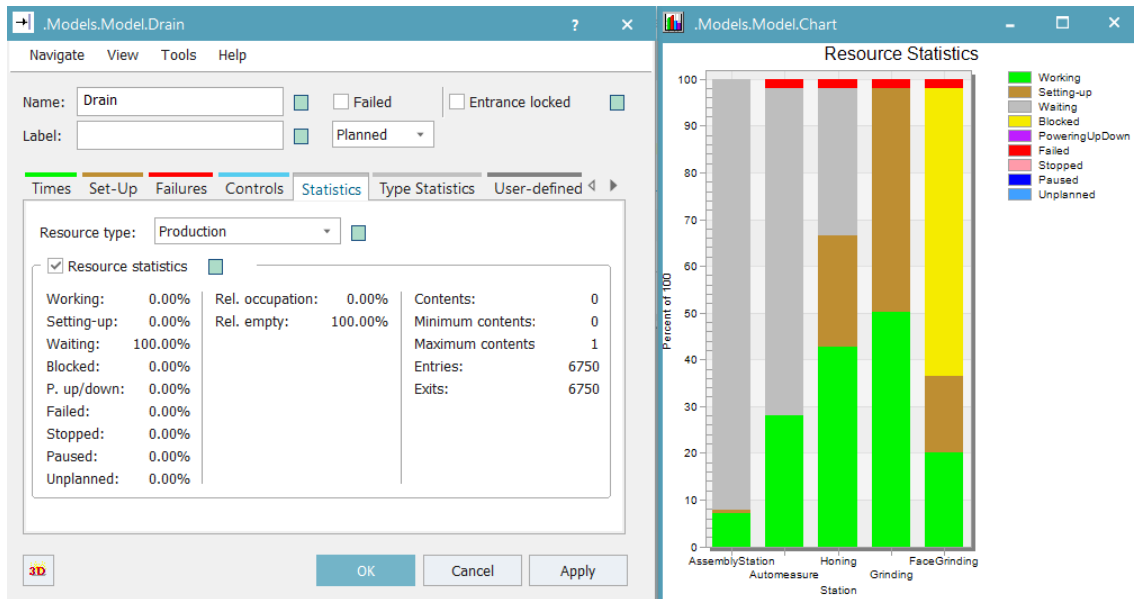 .Models.Model.Drain ? ×
Navigate View Tools Help
Name: Drain Failed Entrance locked
Label: Planned
Times Set-Up Failures Controls Statistics Type Statistics User-defined
Resource type: Production
Resource statistics
Working: 0.00% Rel. occupation: 0.00% Contents: 0
Setting-up: 0.00% Rel. empty: 100.00% Minimum contents: 0
Waiting: 100.00% Maximum contents 1
Blocked: 0.00% Entries: 6750
P. up/down: 0.00% Exits: 6750
Failed: 0.00%
Stopped: 0.00%
Paused: 0.00%
Unplanned: 0.00%
3D OK Cancel Apply
.Models.Model.Chart
Resource Statistics
Percent of 100
100
90
80
70
60
50
40
30
20
10
0
AssemblyStation Honing FaceGrinding
Automeasure Grinding
Station
Working
Setting-up
Waiting
Blocked
PoweringUpDown
Failed
Stopped
Paused
Unplanned